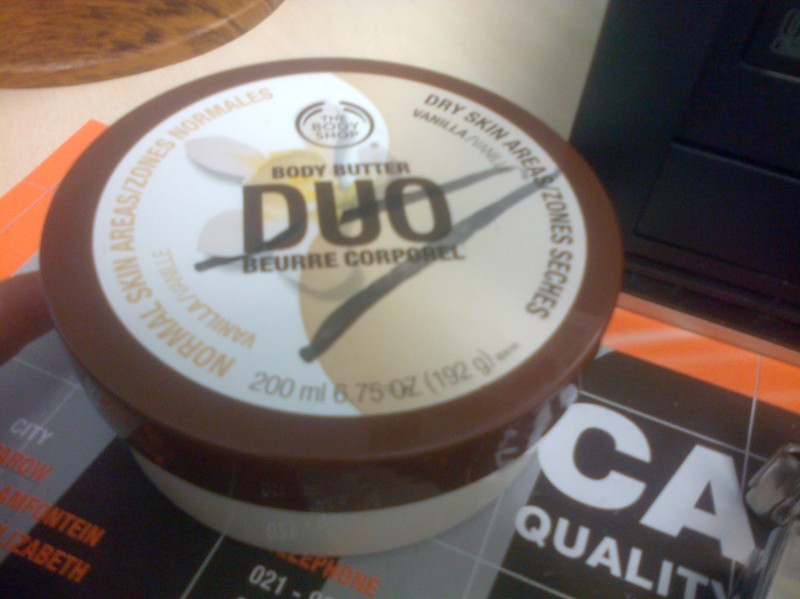 THE BODY SHOP
BODY BUTTER
DUO
BEURRE CORPOREL
NORMAL SKIN AREAS/ZONES NORMALES
VANILLA/VANILLE
DRY SKIN AREAS/ZONES SECHES
VANILLA/VANILLE
200 ml 6.75 OZ (192 g)
CITY
CA
QUALITY
TELEPHONE
021 -